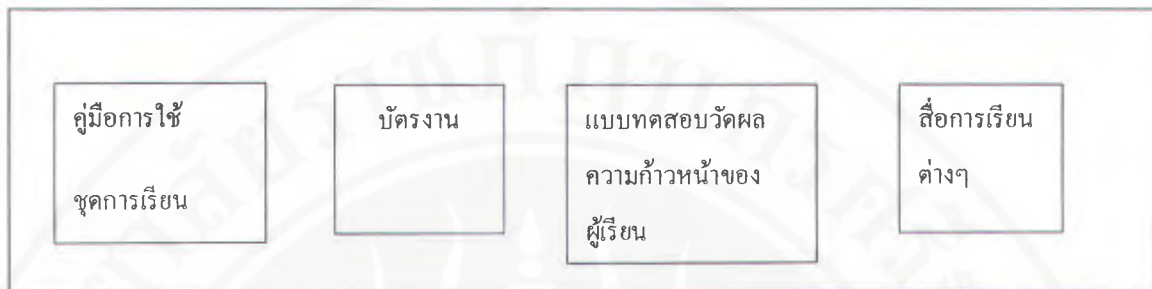 คู่มือการใช้
ชุดการเรียน
บัตรงาน
แบบทดสอบวัดผล
ความก้าวหน้าของ
ผู้เรียน
สื่อการเรียน
ต่างๆ